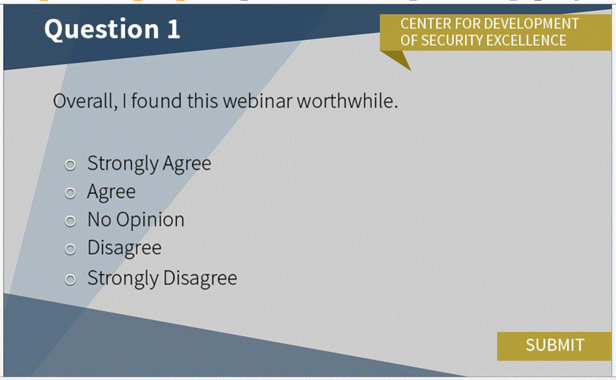 Question 1
CENTER FOR DEVELOPMENT
OF SECURITY EXCELLENCE
Overall, I found this webinar worthwhile.
Strongly Agree
Agree
No Opinion
Disagree
Strongly Disagree
SUBMIT